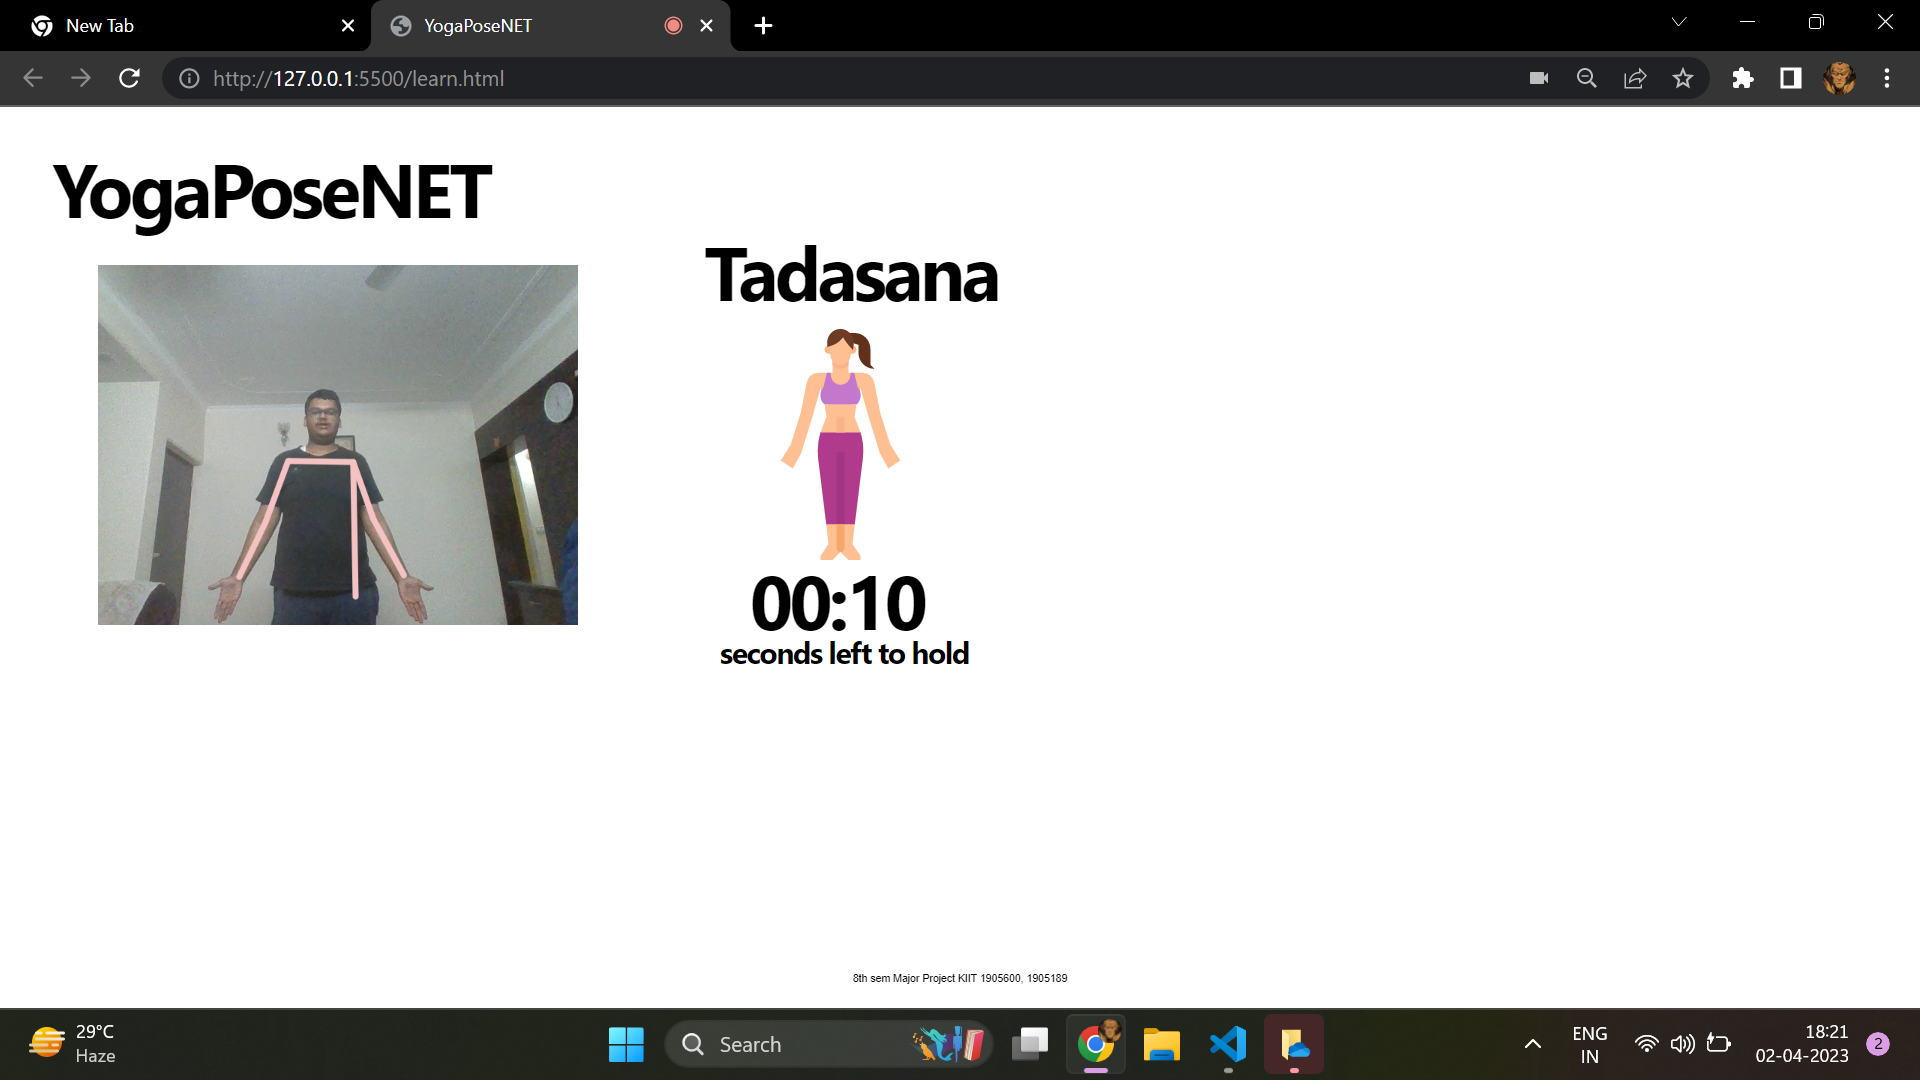 New Tab
YogaPoseNET
http://127.0.0.1:5500/learn.html
YogaPoseNET
Tadasana
00:10
seconds left to hold
8th sem Major Project KIIT 1905600, 1905189
29°C
Haze
Search
ENG
IN
18:21
02-04-2023
2